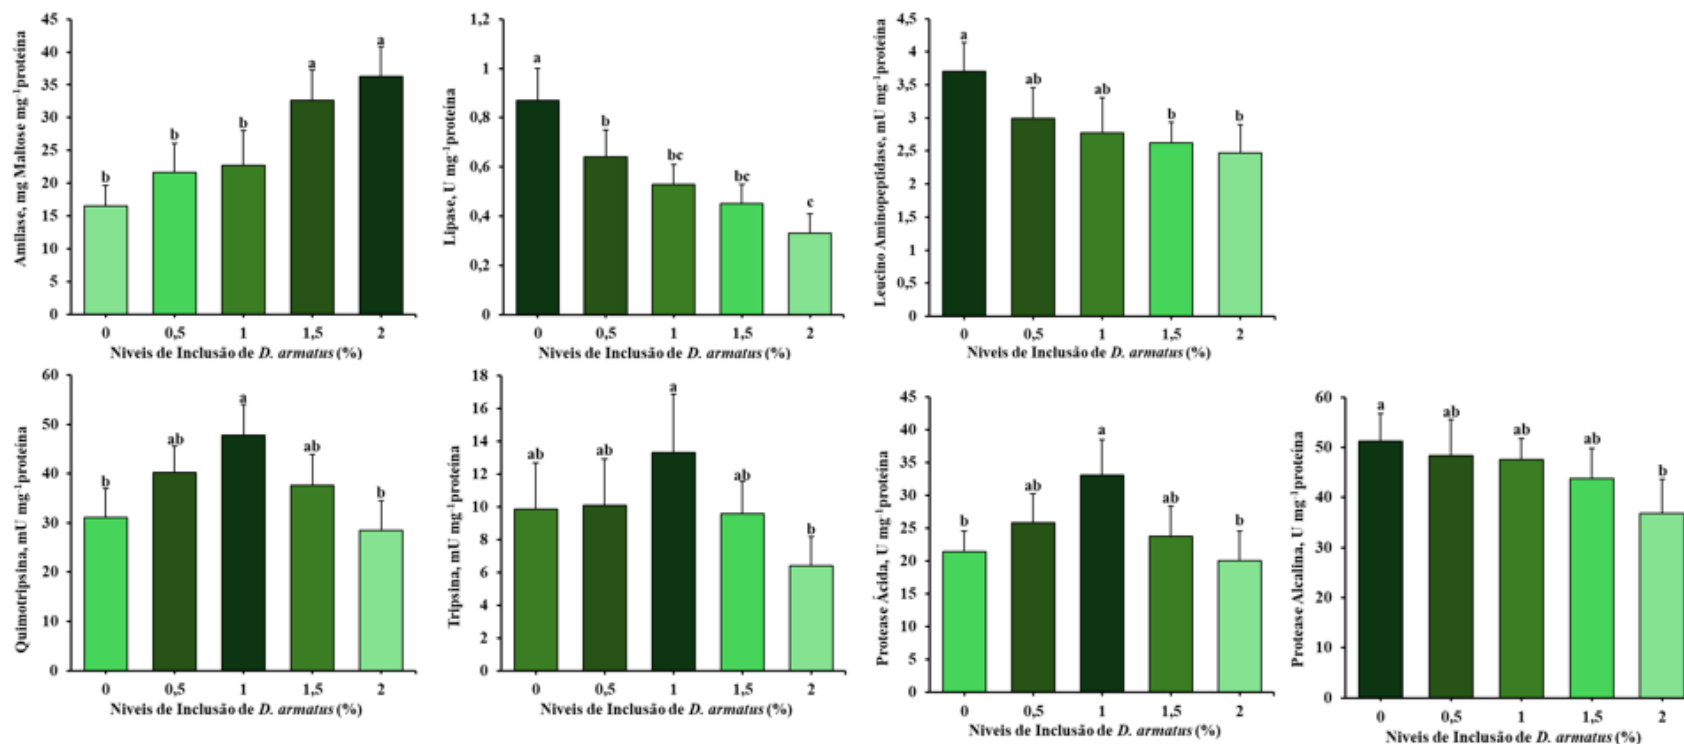 Amilase, mg Maltose mg⁻¹proteína
45
40
35
30
25
20
15
10
5
0
b
b
b
a
a
0
0,5
1
1,5
2
Niveis de Inclusão de D. armatus (%)
Lipase, U mg⁻¹proteína
1,2
1
0,8
0,6
0,4
0,2
0
a
b
bc
bc
c
0
0,5
1
1,5
2
Niveis de Inclusão de D. armatus (%)
Leucino Aminopeptidase, mU mg⁻¹proteína
4,5
4
3,5
3
2,5
2
1,5
1
0,5
0
a
ab
ab
b
b
0
0,5
1
1,5
2
Niveis de Inclusão de D. armatus (%)
Quimotripsina, mU mg⁻¹proteína
60
50
40
30
20
10
0
b
ab
a
ab
b
0
0,5
1
1,5
2
Niveis de Inclusão de D. armatus (%)
Tripsina, mU mg⁻¹proteína
18
16
14
12
10
8
6
4
2
0
ab
ab
a
ab
b
0
0,5
1
1,5
2
Niveis de Inclusão de D. armatus (%)
Protease Ácida, U mg⁻¹proteína
45
40
35
30
25
20
15
10
5
0
b
ab
a
ab
b
0
0,5
1
1,5
2
Niveis de Inclusão de D. armatus (%)
Protease Alcalina, U mg⁻¹proteína
60
50
40
30
20
10
0
a
ab
ab
ab
b
0
0,5
1
1,5
2
Niveis de Inclusão de D. armatus (%)